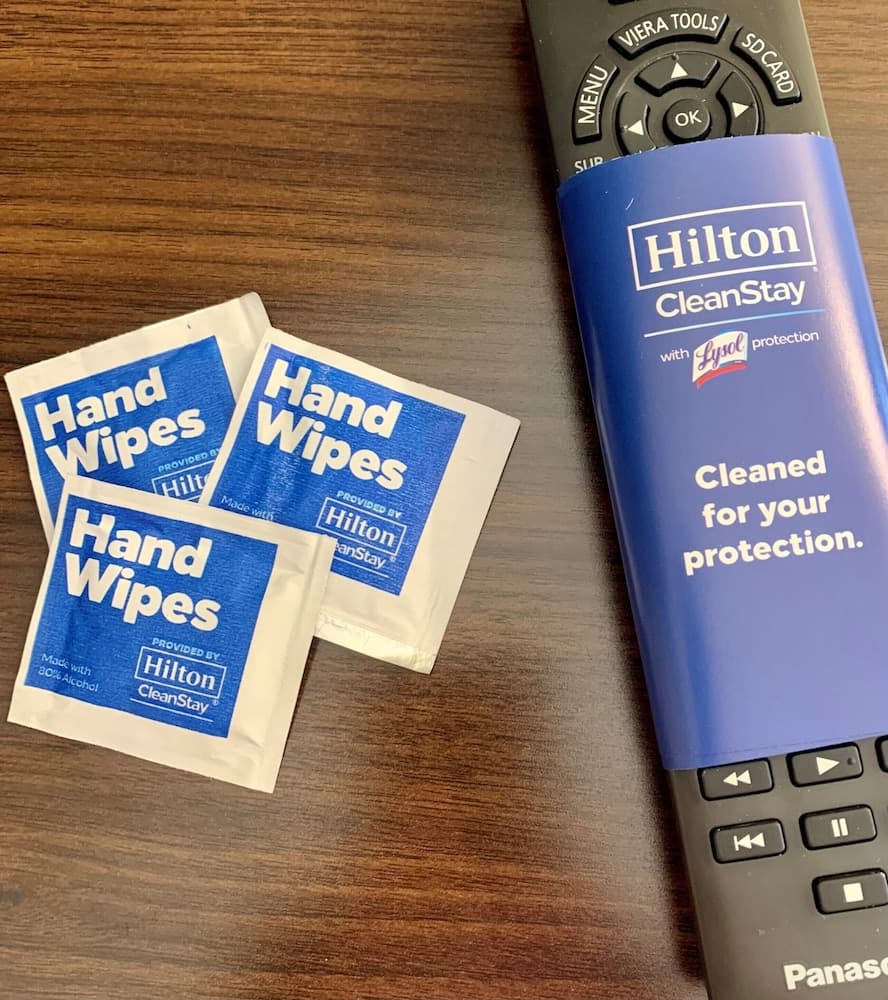 VIERA TOOLS
MENU
SD CARD
OK
SUB
Hilton
CleanStay
with Lysol protection
Cleaned
for your
protection.
Panaso
Hand
Wipes
PROVIDED BY
Hilt
Hand
Wipes
Made with
PROVIDED BY
Hilton
eanStay
Hand
Wipes
Made with
80% Alcohol
PROVIDED BY
Hilton
CleanStay